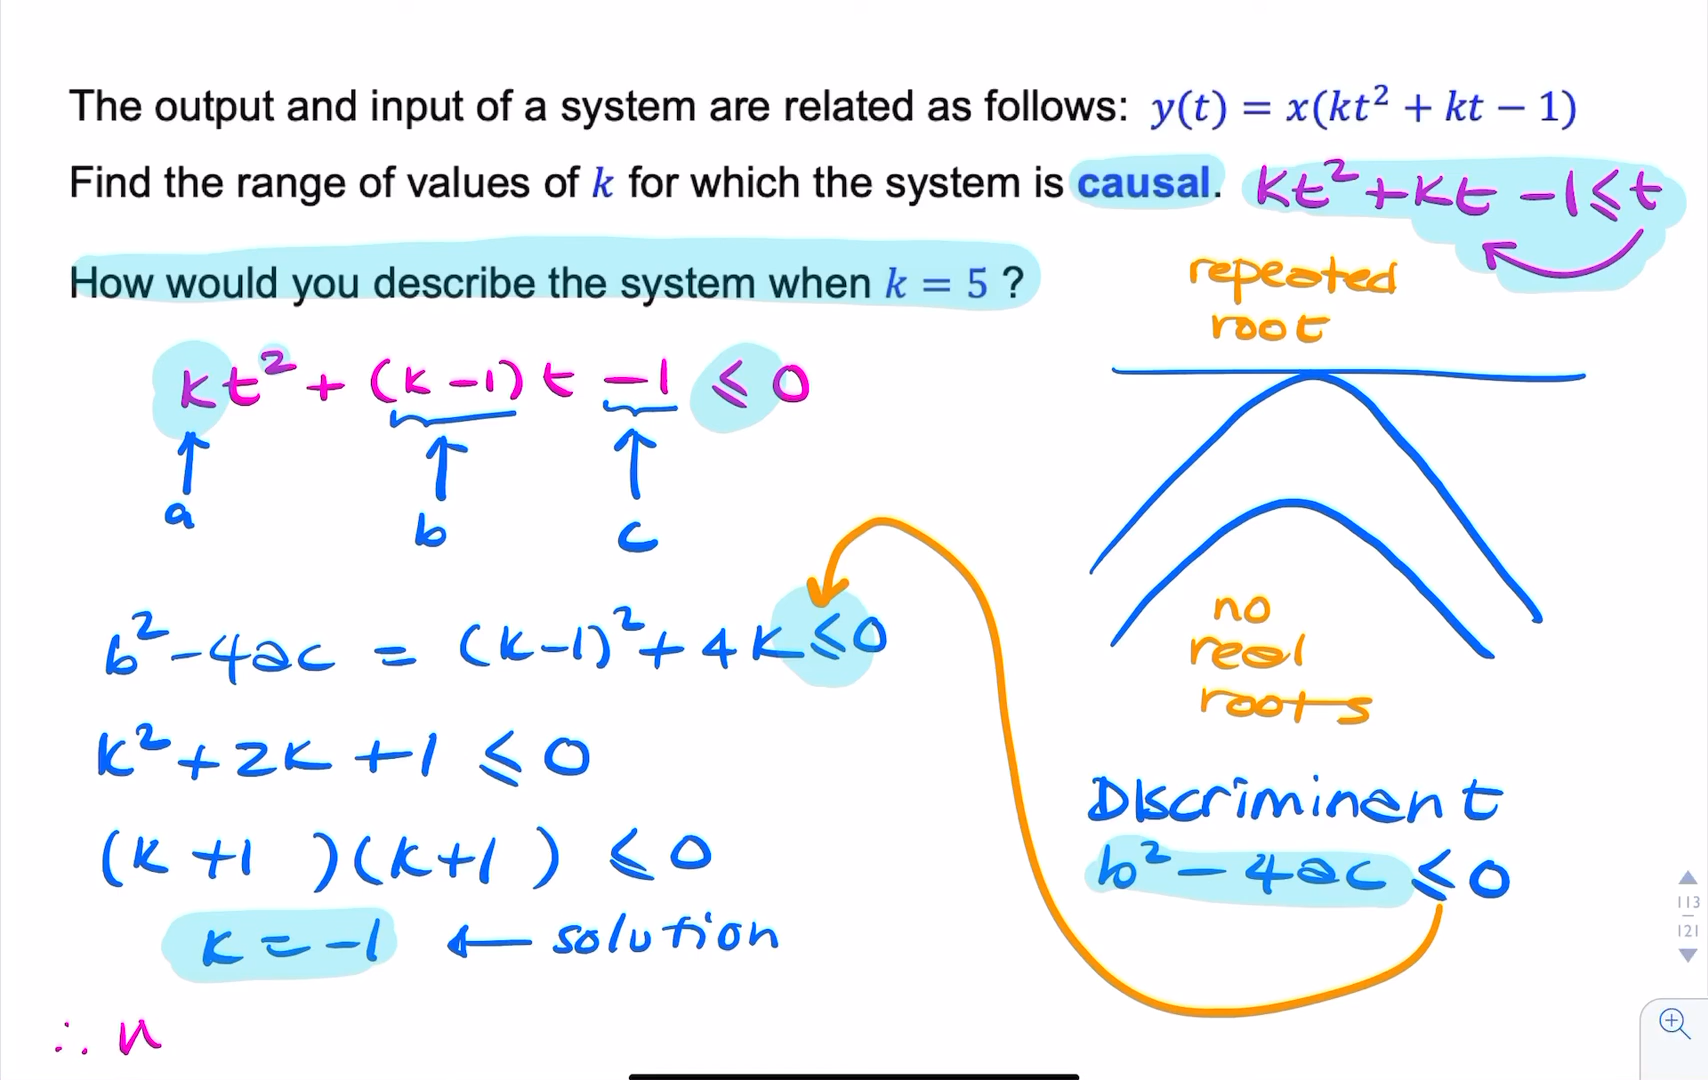 The output and input of a system are related as follows: y(t) = x(kt² + kt − 1)
Find the range of values of k for which the system is causal. kt² + kt − 1 ≤ t
How would you describe the system when k = 5 ?
repeated
root
kt² + (k−1)t −1 ≤ 0
a
b
c
b² − 4ac = (k−1)² + 4k ≤ 0
k² + 2k + 1 ≤ 0
(k + 1 )(k+1 ) ≤ 0
k = −1 ← solution
∴ n
no
real
roots
Discriminant
b² − 4ac ≤ 0
113
121